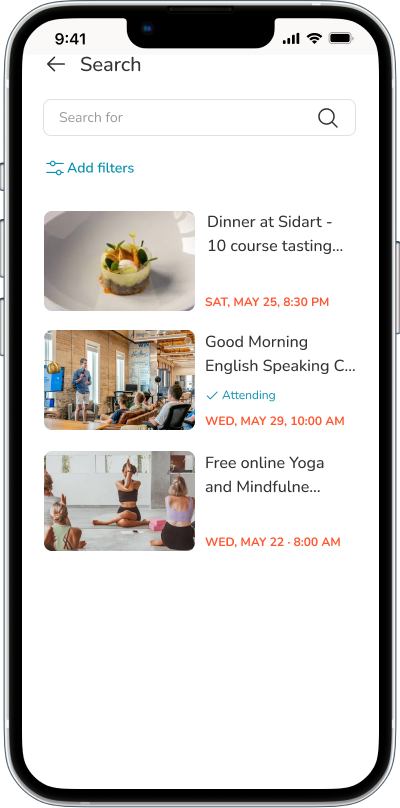 9:41
Search
Search for
Add filters
Dinner at Sidart -
10 course tasting...
SAT, MAY 25, 8:30 PM
Good Morning
English Speaking C...
Attending
WED, MAY 29, 10:00 AM
Free online Yoga
and Mindfulne...
WED, MAY 22 · 8:00 AM